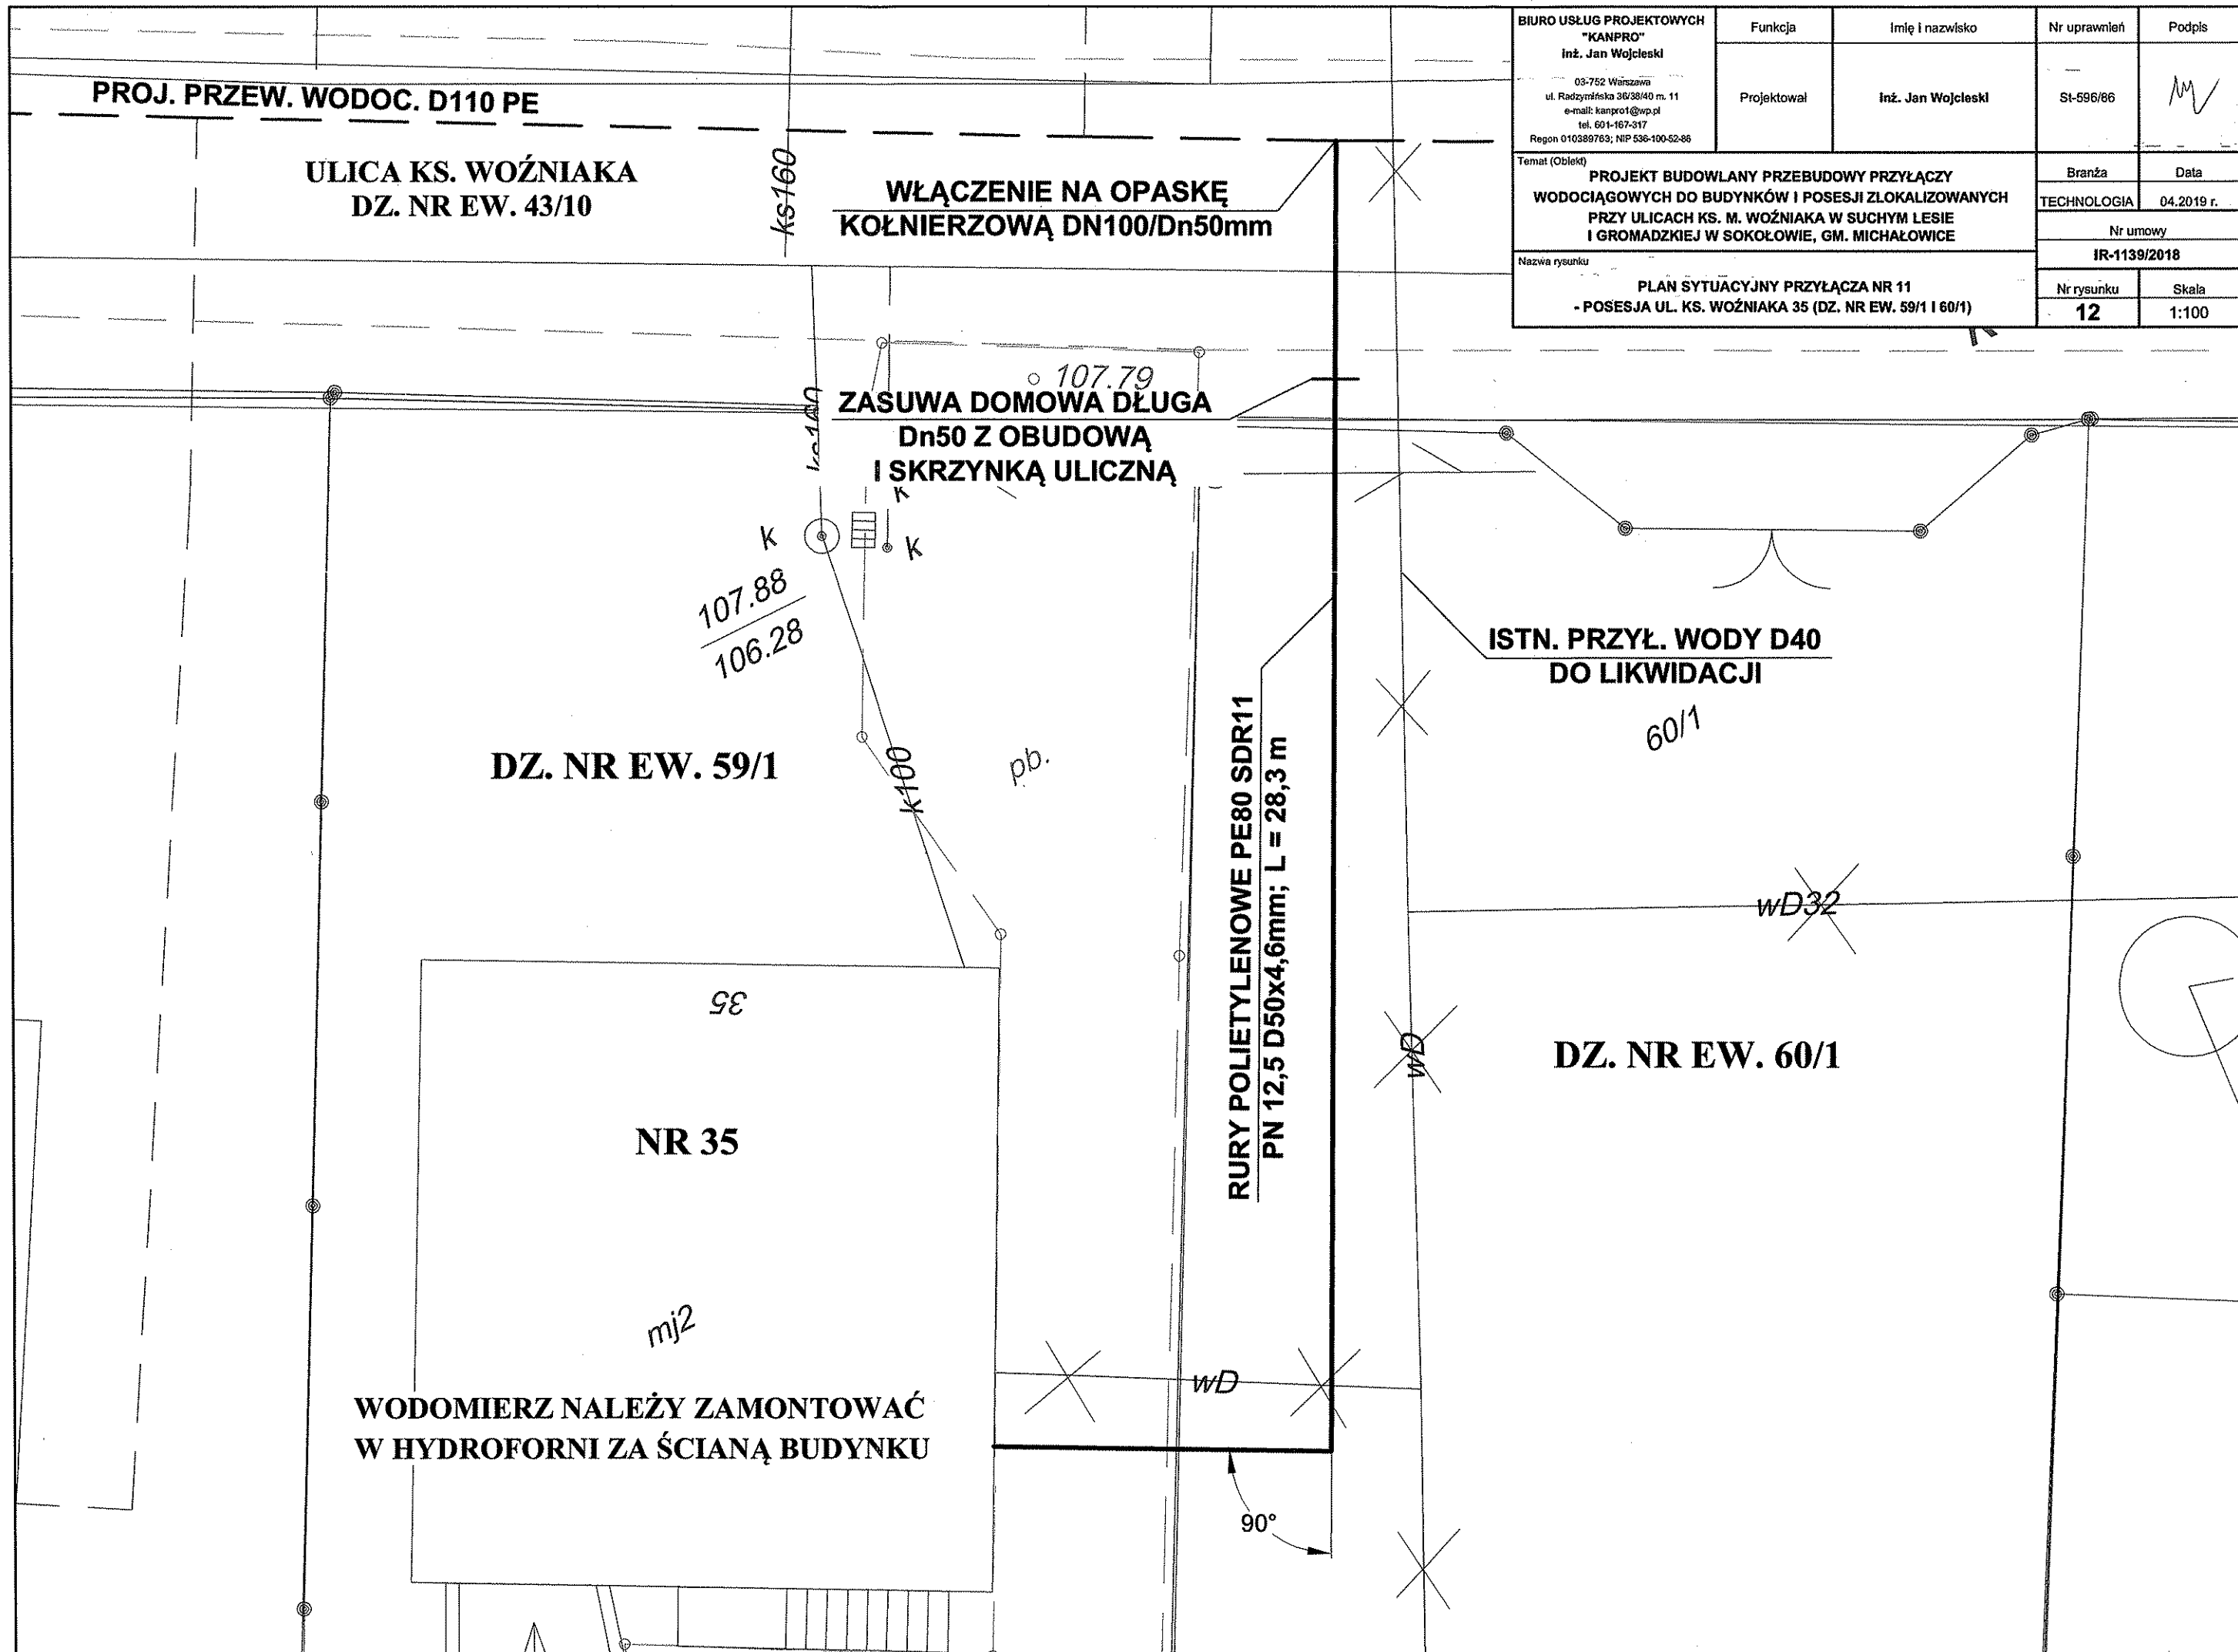 BIURO USŁUG PROJEKTOWYCH
"KANPRO"
inż. Jan Wojcieski
03-752 Warszawa
ul. Radzymińska 36/38/40 m. 11
e-mail: kanpro1@wp.pl
tel. 601-167-317
Regon 010389763; NIP 536-100-52-86
Funkcja
Imię i nazwisko
Nr uprawnień
Podpis
Projektował
inż. Jan Wojcieski
St-596/86
Temat (Obiekt)
PROJEKT BUDOWLANY PRZEBUDOWY PRZYŁĄCZY
WODOCIĄGOWYCH DO BUDYNKÓW I POSESJI ZLOKALIZOWANYCH
PRZY ULICACH KS. M. WOŹNIAKA W SUCHYM LESIE
I GROMADZKIEJ W SOKOŁOWIE, GM. MICHAŁOWICE
Branża
Data
TECHNOLOGIA
04.2019 r.
Nr umowy
IR-1139/2018
Nazwa rysunku
PLAN SYTUACYJNY PRZYŁĄCZA NR 11
- POSESJA UL. KS. WOŹNIAKA 35 (DZ. NR EW. 59/1 I 60/1)
Nr rysunku
Skala
12
1:100
PROJ. PRZEW. WODOC. D110 PE
ULICA KS. WOŹNIAKA
DZ. NR EW. 43/10
ks160
WŁĄCZENIE NA OPASKĘ
KOŁNIERZOWĄ DN100/Dn50mm
107.79
ks160
ZASUWA DOMOWA DŁUGA
Dn50 Z OBUDOWĄ
I SKRZYNKĄ ULICZNĄ
k
k
k
107.88
106.28
ISTN. PRZYŁ. WODY D40
DO LIKWIDACJI
60/1
DZ. NR EW. 59/1
k100
pb.
RURY POLIETYLENOWE PE80 SDR11
PN 12,5 D50x4,6mm; L = 28,3 m
wD32
35
wD
DZ. NR EW. 60/1
NR 35
mj2
wD
WODOMIERZ NALEŻY ZAMONTOWAĆ
W HYDROFORNI ZA ŚCIANĄ BUDYNKU
90°